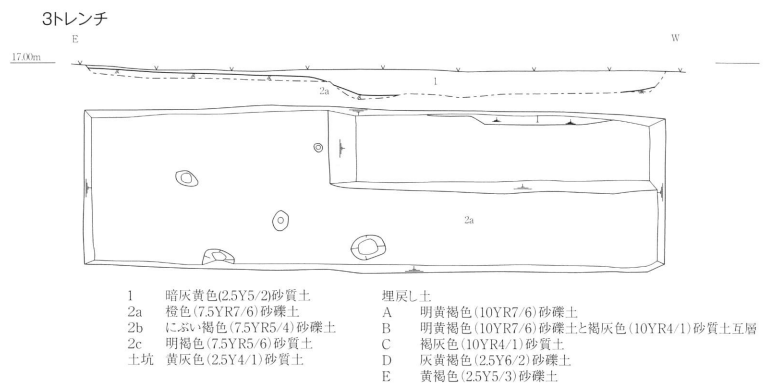 3トレンチ
E
W
17.00m
2a
1
1
2a
1 暗灰黄色(2.5Y5/2)砂質土
2a 橙色(7.5YR7/6)砂礫土
2b にぶい褐色(7.5YR5/4)砂礫土
2c 明褐色(7.5YR5/6)砂質土
土坑 黄灰色(2.5Y4/1)砂質土
埋戻し土
A 明黄褐色(10YR7/6)砂礫土
B 明黄褐色(10YR7/6)砂礫土と褐灰色(10YR4/1)砂質土互層
C 褐灰色(10YR4/1)砂質土
D 灰黄褐色(2.5Y6/2)砂礫土
E 黄褐色(2.5Y5/3)砂礫土